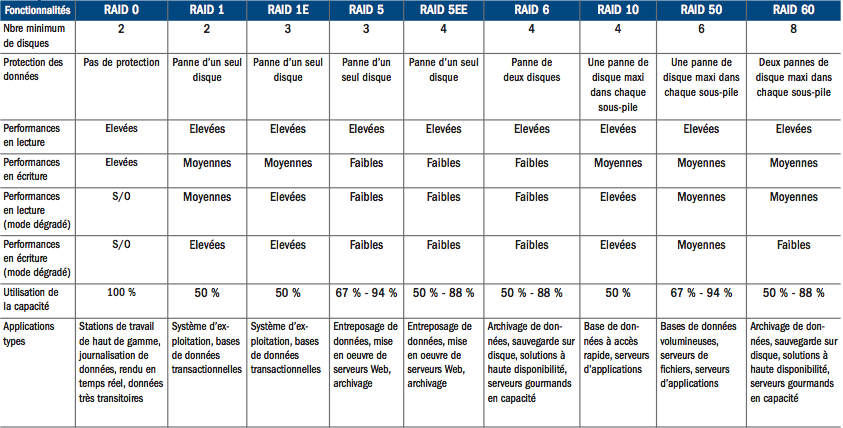 Fonctionnalités RAID 0 RAID 1 RAID 1E RAID 5 RAID 5EE RAID 6 RAID 10 RAID 50 RAID 60
Nbre minimum de disques 2 2 3 3 4 4 4 6 8
Protection des données
Pas de protection
Panne d'un seul disque
Panne d'un seul disque
Panne d'un seul disque
Panne d'un seul disque
Panne de deux disques
Une panne de disque maxi dans chaque sous-pile
Une panne de disque maxi dans chaque sous-pile
Deux pannes de disque maxi dans chaque sous-pile
Performances en lecture Elevées Elevées Elevées Elevées Elevées Elevées Elevées Elevées Elevées
Performances en écriture Elevées Moyennes Moyennes Faibles Faibles Faibles Moyennes Moyennes Moyennes
Performances en lecture (mode dégradé) S/O Moyennes Elevées Faibles Faibles Faibles Elevées Moyennes Moyennes
Performances en écriture (mode dégradé) S/O Elevées Elevées Faibles Faibles Faibles Elevées Moyennes Faibles
Utilisation de la capacité 100 % 50 % 50 % 67 % - 94 % 50 % - 88 % 50 % - 88 % 50 % 67 % - 94 % 50 % - 88 %
Applications types
Stations de travail
de haut de gamme,
journalisation de
données, rendu en
temps réel, données
très transitoires
Système d'ex-
ploitation, bases
de données
transactionnelles
Système d'ex-
ploitation, bases
de données
transactionnelles
Entreposage de
données, mise
en oeuvre de
serveurs Web,
archivage
Entreposage de
données, mise
en oeuvre de
serveurs Web,
archivage
Archivage de don-
nées, sauvegarde sur
disque, solutions à
haute disponibilité,
serveurs gourmands
en capacité
Base de don-
nées à accès
rapide, serveurs
d'applications
Bases de données
volumineuses,
serveurs de
fichiers, serveurs
d'applications
Archivage de don-
nées, sauvegarde sur
disque, solutions à
haute disponibilité,
serveurs gourmands
en capacité